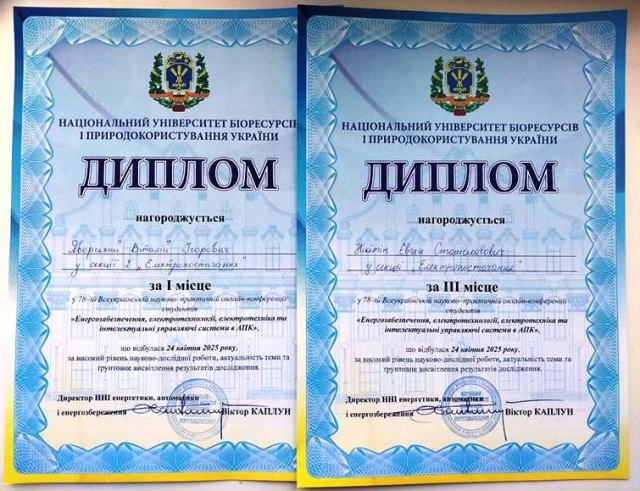 НАЦІОНАЛЬНИЙ УНІВЕРСИТЕТ БІОРЕСУРСІВ
І ПРИРОДОКОРИСТУВАННЯ УКРАЇНИ
ДИПЛОМ
нагороджується
Яворський Віталій Ігорович
у секції 2 „Електропостачання"
за I місце
у 78-ій Всеукраїнській науково-практичній онлайн-конференції
студентів
«Енергозабезпечення, електротехнології, електротехніка та
інтелектуальні управляючі системи в АПК»,
що відбулася 24 квітня 2025 року,
за високий рівень науково-дослідної роботи, актуальність теми та
ґрунтовне висвітлення результатів дослідження.
Директор ННІ енергетики, автоматики
і енергозбереження Віктор КАПЛУН
НАЦІОНАЛЬНИЙ УНІВЕРСИТЕТ БІОРЕСУРСІВ
І ПРИРОДОКОРИСТУВАННЯ УКРАЇНИ
ДИПЛОМ
нагороджується
Нікітін Євген Станіславович
у секції „Електропостачання"
за III місце
у 78-ій Всеукраїнській науково-практичній онлайн-конференції
студентів
«Енергозабезпечення, електротехнології, електротехніка та
інтелектуальні управляючі системи в АПК»,
що відбулася 24 квітня 2025 року,
за високий рівень науково-дослідної роботи, актуальність теми та
ґрунтовне висвітлення результатів дослідження.
Директор ННІ енергетики, автоматики
і енергозбереження Віктор КАПЛУН